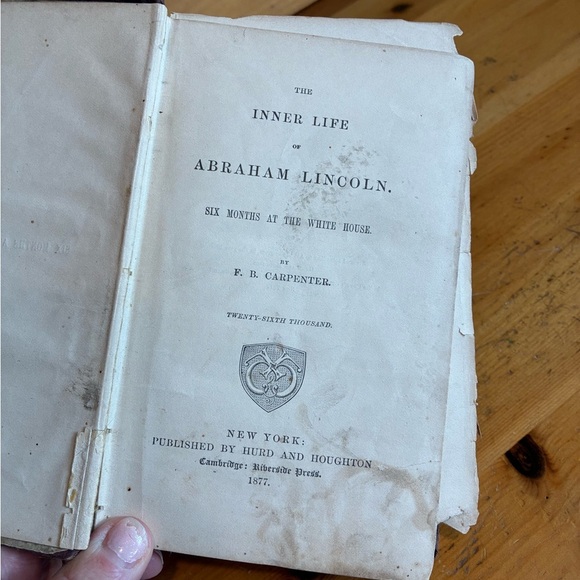 THE
INNER LIFE
OF
ABRAHAM LINCOLN.
SIX MONTHS AT THE WHITE HOUSE.
BY
F. B. CARPENTER.
TWENTY-SIXTH THOUSAND.
NEW YORK:
PUBLISHED BY HURD AND HOUGHTON
Cambridge: Riverside Press.
1877.